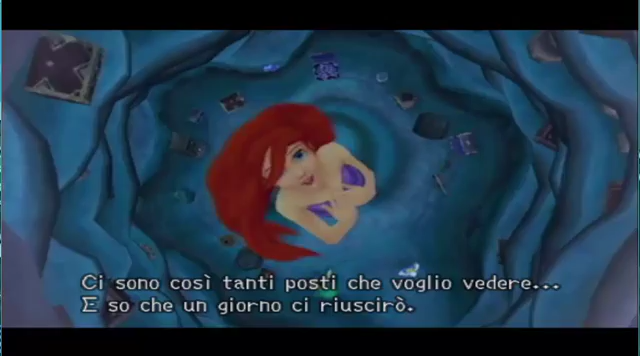 Ci sono così tanti posti che voglio vedere...
E so che un giorno ci riuscirò.